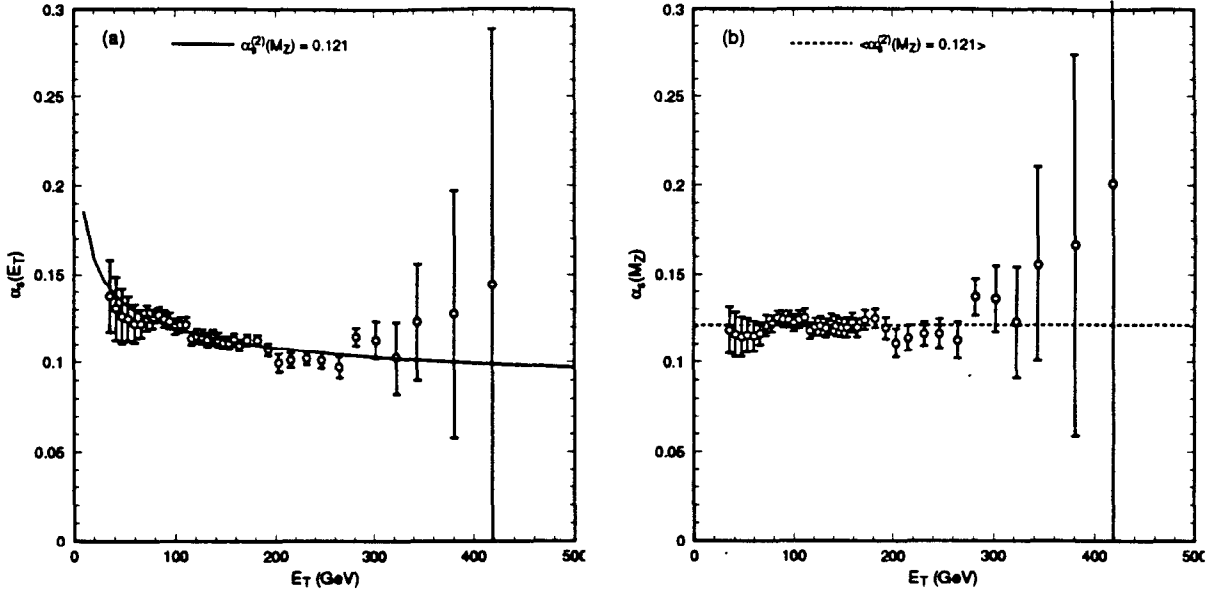 (a) α_s^(2)(M_Z) = 0.121
0.3
0.25
0.2
0.15
0.1
0.05
0
α_s(E_T)
0 100 200 300 400 500
E_T (GeV)
(b) <α_s^(2)(M_Z) = 0.121>
0.3
0.25
0.2
0.15
0.1
0.05
0
α_s(M_Z)
0 100 200 300 400 500
E_T (GeV)